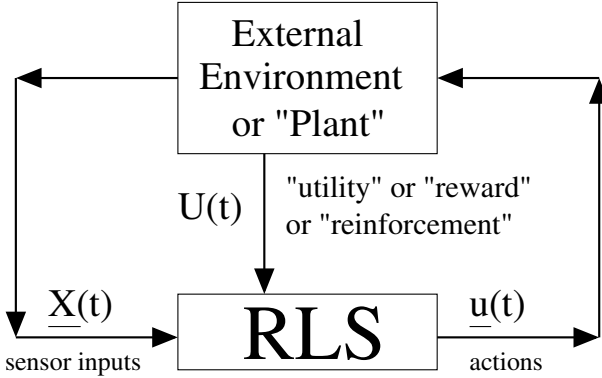 External
Environment
or "Plant"
U(t)
"utility" or "reward"
or "reinforcement"
X(t)
RLS
u(t)
sensor inputs
actions